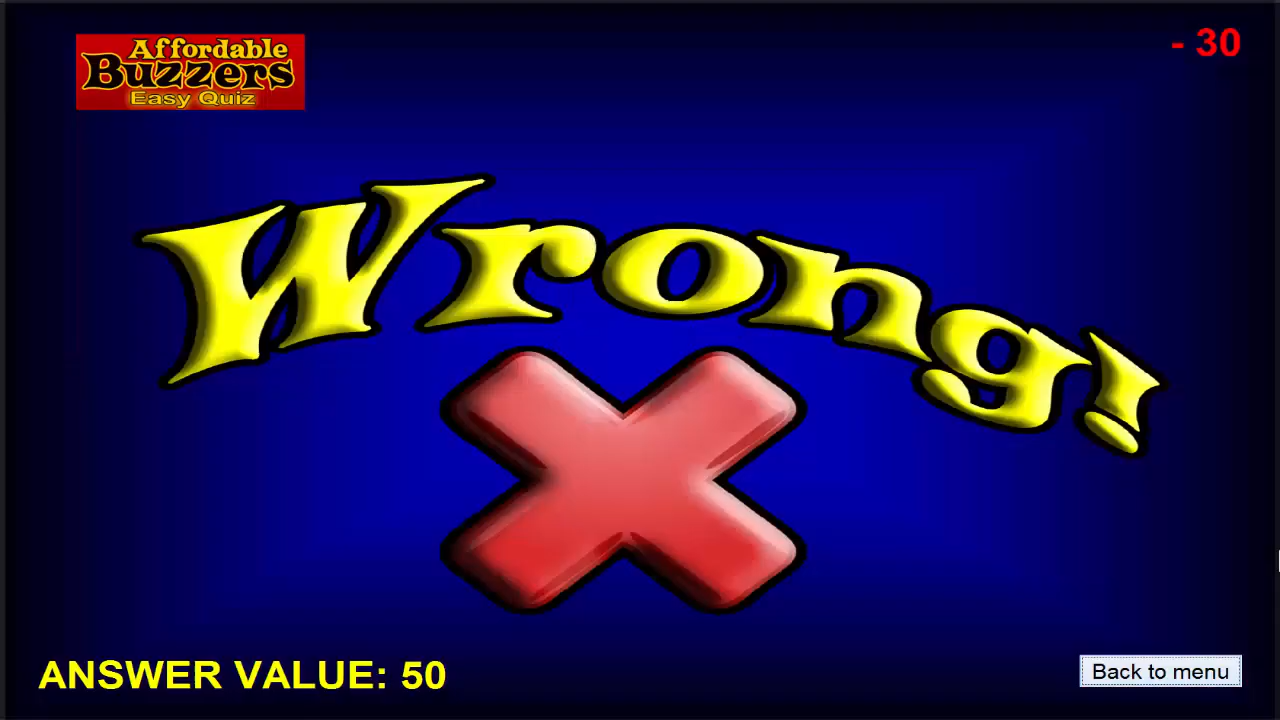 Affordable
Buzzers
Easy Quiz
- 30
Wrong!
ANSWER VALUE: 50
Back to menu